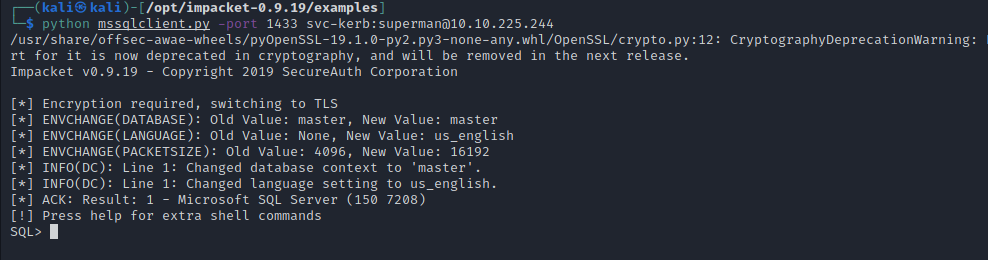 ┌──(kali㉿kali)-[/opt/impacket-0.9.19/examples]
└─$ python mssqlclient.py -port 1433 svc-kerb:superman@10.10.225.244
/usr/share/offsec-awae-wheels/pyOpenSSL-19.1.0-py2.py3-none-any.whl/OpenSSL/crypto.py:12: CryptographyDeprecationWarning:
rt for it is now deprecated in cryptography, and will be removed in the next release.
Impacket v0.9.19 - Copyright 2019 SecureAuth Corporation
[*] Encryption required, switching to TLS
[*] ENVCHANGE(DATABASE): Old Value: master, New Value: master
[*] ENVCHANGE(LANGUAGE): Old Value: None, New Value: us_english
[*] ENVCHANGE(PACKETSIZE): Old Value: 4096, New Value: 16192
[*] INFO(DC): Line 1: Changed database context to 'master'.
[*] INFO(DC): Line 1: Changed language setting to us_english.
[*] ACK: Result: 1 - Microsoft SQL Server (150 7208)
[!] Press help for extra shell commands
SQL>